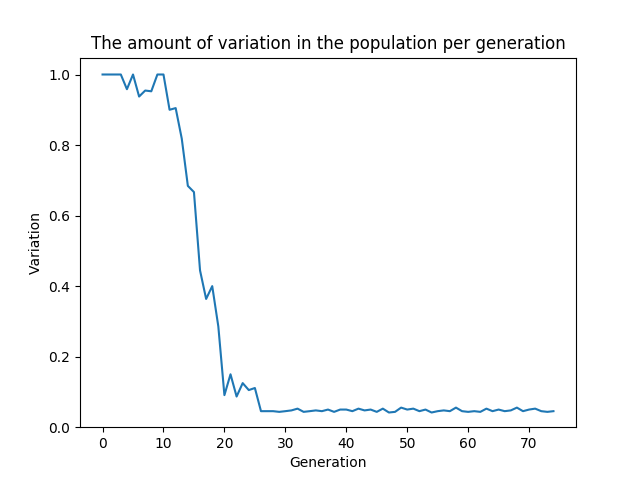 The amount of variation in the population per generation
1.0
0.8
0.6
0.4
0.2
0.0
Variation
0 10 20 30 40 50 60 70
Generation